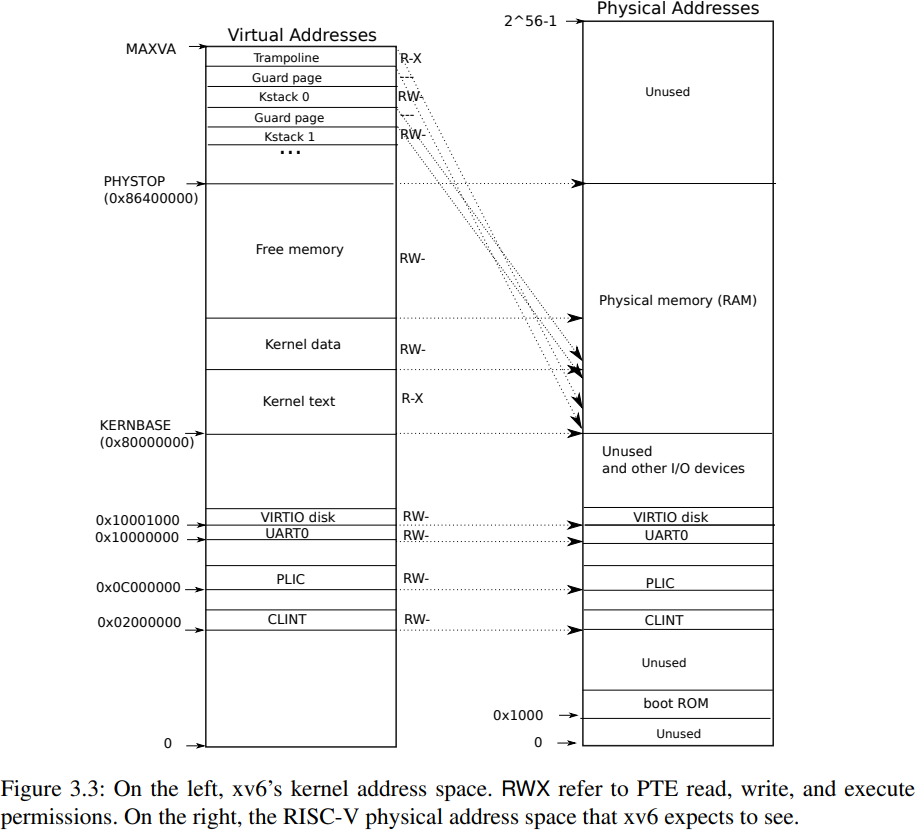 Virtual Addresses
MAXVA
Trampoline
R-X
Guard page
---
Kstack 0
RW-
Guard page
---
Kstack 1
RW-
...
PHYSTOP
(0x86400000)
Free memory
RW-
Kernel data
RW-
Kernel text
R-X
KERNBASE
(0x80000000)
0x10001000
VIRTIO disk
RW-
0x10000000
UART0
RW-
0x0C000000
PLIC
RW-
0x02000000
CLINT
RW-
0
Physical Addresses
2^56-1
Unused
Physical memory (RAM)
Unused
and other I/O devices
VIRTIO disk
UART0
PLIC
CLINT
Unused
boot ROM
0x1000
Unused
0
Figure 3.3: On the left, xv6's kernel address space. RWX refer to PTE read, write, and execute
permissions. On the right, the RISC-V physical address space that xv6 expects to see.